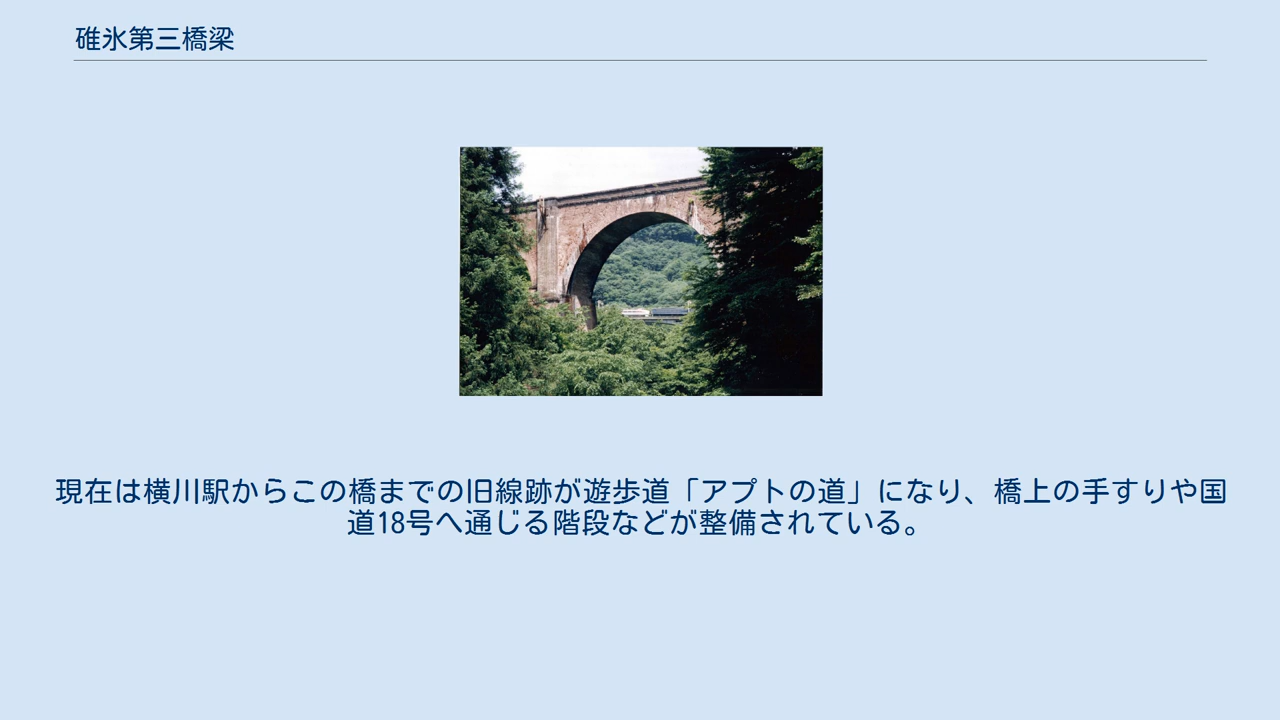 碓氷第三橋梁
現在は横川駅からこの橋までの旧線跡が遊歩道「アプトの道」になり、橋上の手すりや国
道18号へ通じる階段などが整備されている。